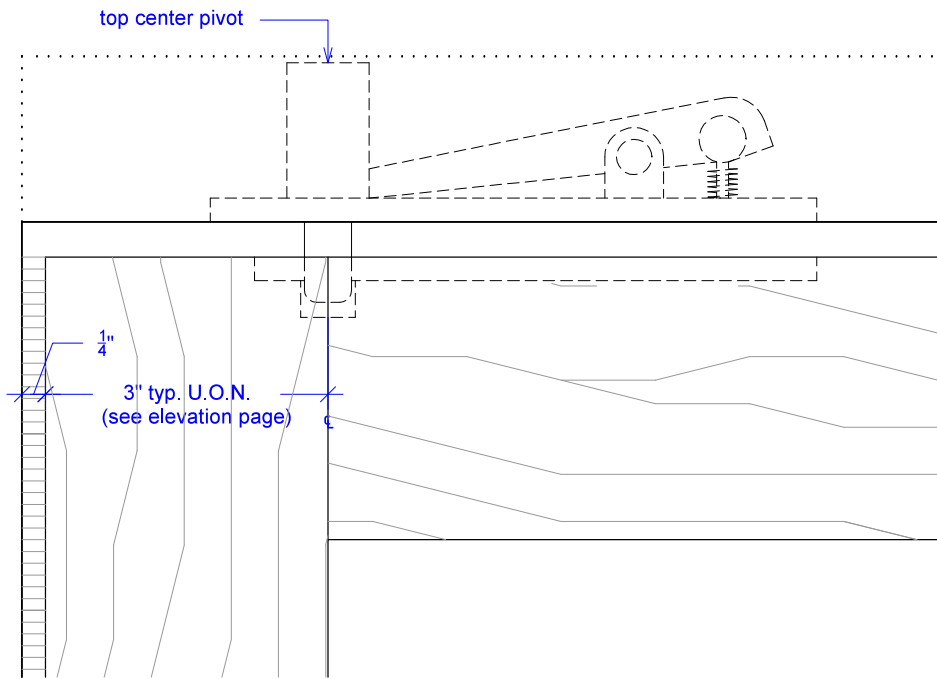 top center pivot
1/4"
3" typ. U.O.N.
(see elevation page)
℄